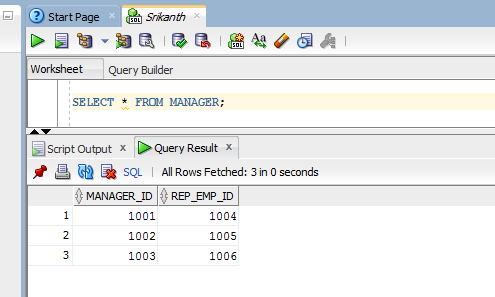 Start Page Srikanth
Worksheet Query Builder
SELECT * FROM MANAGER;
Script Output Query Result
SQL All Rows Fetched: 3 in 0 seconds
MANAGER_ID REP_EMP_ID
1 1001 1004
2 1002 1005
3 1003 1006